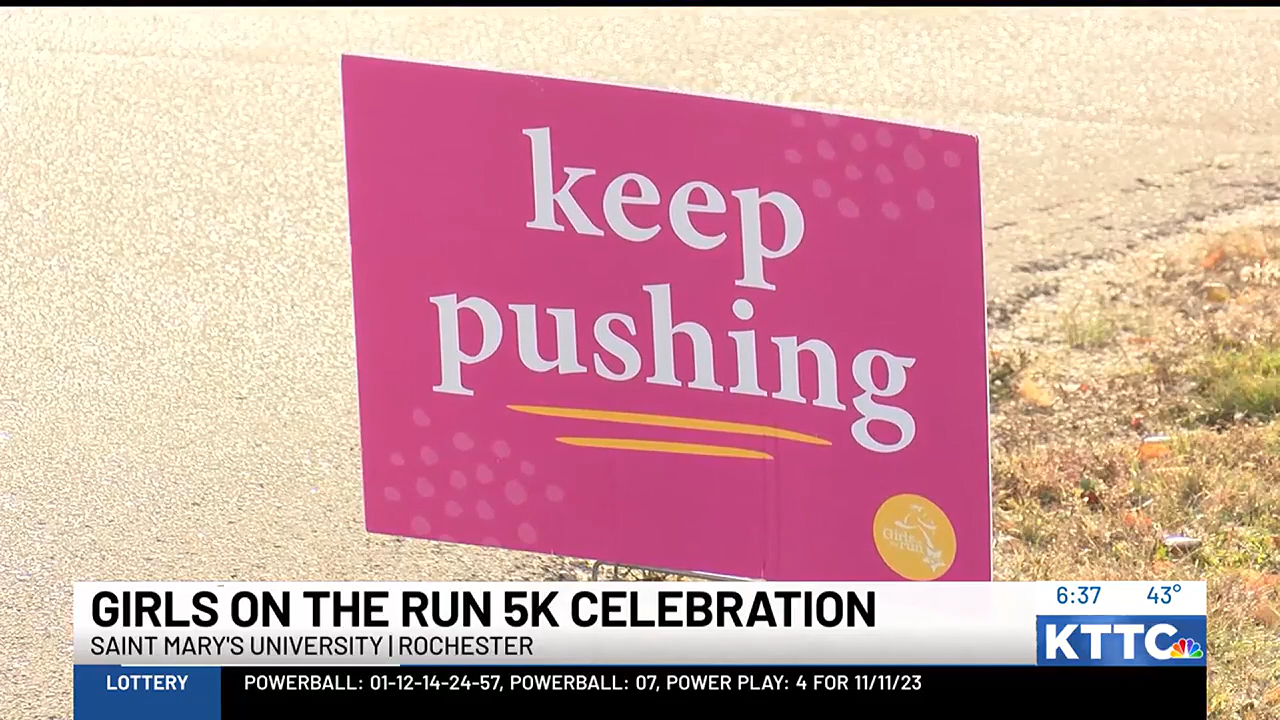 keep
pushing
Girls
on the
run
GIRLS ON THE RUN 5K CELEBRATION
SAINT MARY'S UNIVERSITY | ROCHESTER
6:37 43°
KTTC
LOTTERY
POWERBALL: 01-12-14-24-57, POWERBALL: 07, POWER PLAY: 4 FOR 11/11/23